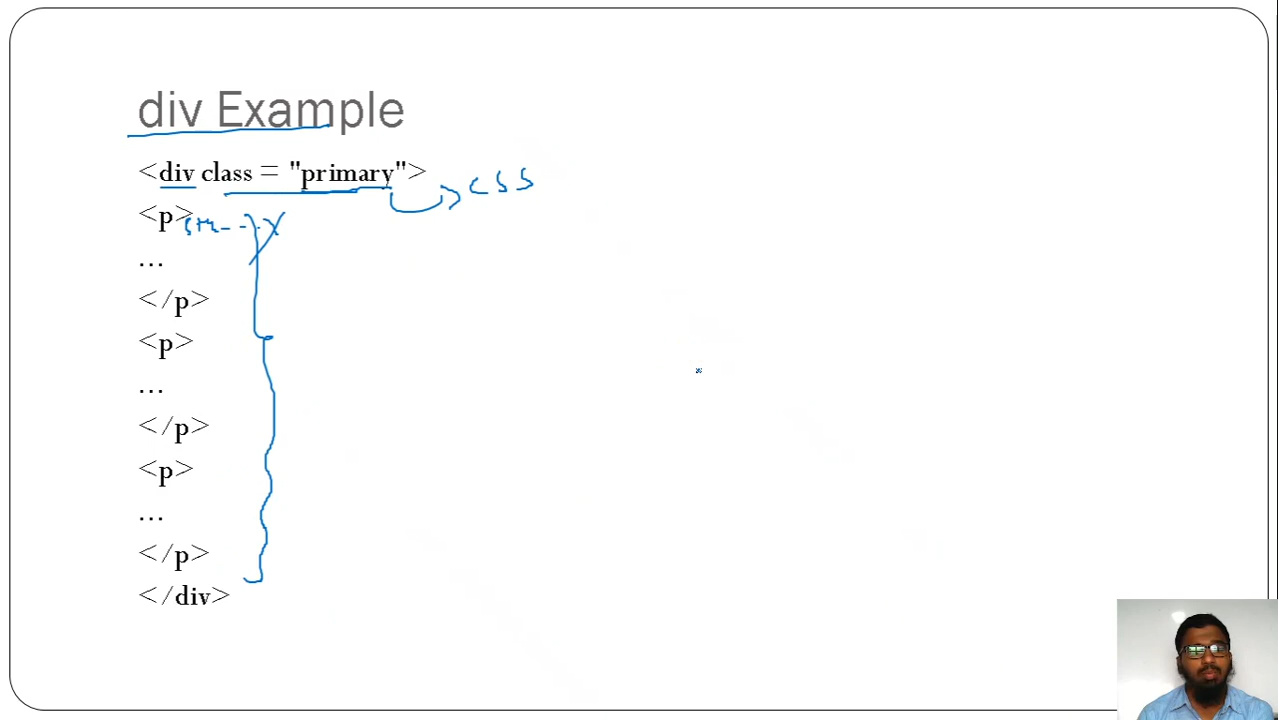 div Example
<div class = "primary">
CSS
<p>
...
</p>
<p>
...
</p>
<p>
...
</p>
</div>